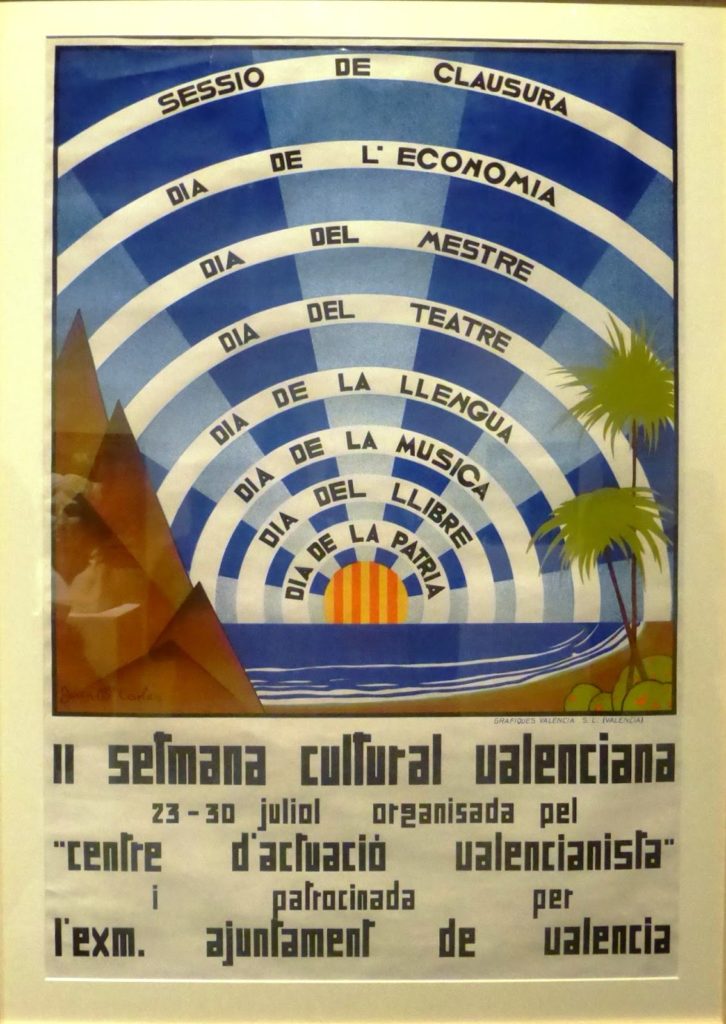 SESSIO DE CLAUSURA
DIA DE L'ECONOMIA
DIA DEL MESTRE
DIA DEL TEATRE
DIA DE LA LLENGUA
DIA DE LA MUSICA
DIA DEL LLIBRE
DIA DE LA PATRIA
GRAFIQUES VALENCIA S. L. (VALENCIA)
II setmana cultural valenciana
23-30 juliol organisada pel
"centre d'actuació valencianista"
i patrocinada per
l'exm. ajuntament de valencia